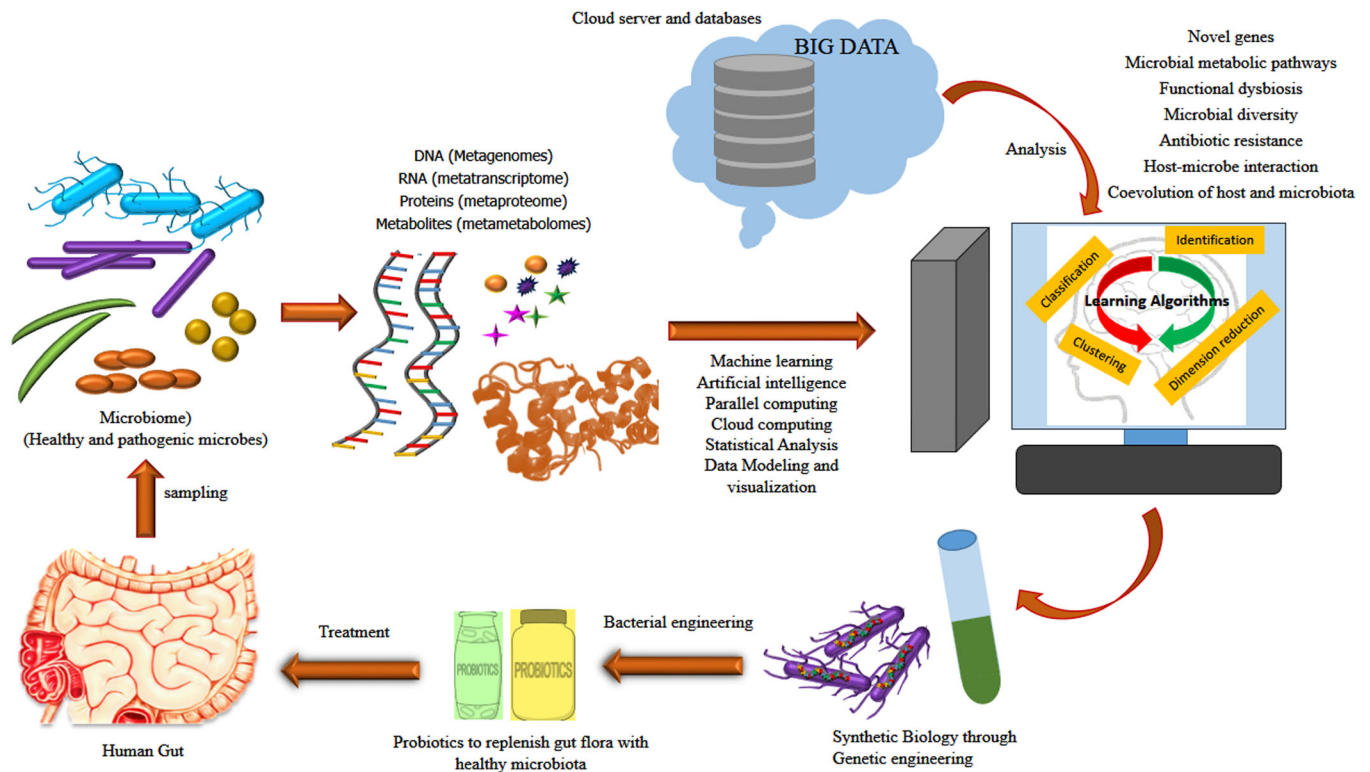 Cloud server and databases
BIG DATA
Novel genes
Microbial metabolic pathways
Functional dysbiosis
Microbial diversity
Antibiotic resistance
Host-microbe interaction
Coevolution of host and microbiota
Analysis
DNA (Metagenomes)
RNA (metatranscriptome)
Proteins (metaproteome)
Metabolites (metametabolomes)
Identification
Classification
Learning Algorithms
Clustering
Dimension reduction
Machine learning
Artificial intelligence
Parallel computing
Cloud computing
Statistical Analysis
Data Modeling and
visualization
Microbiome)
(Healthy and pathogenic microbes)
sampling
Human Gut
Treatment
PROBIOTICS
PROBIOTICS
Probiotics to replenish gut flora with
healthy microbiota
Bacterial engineering
Synthetic Biology through
Genetic engineering